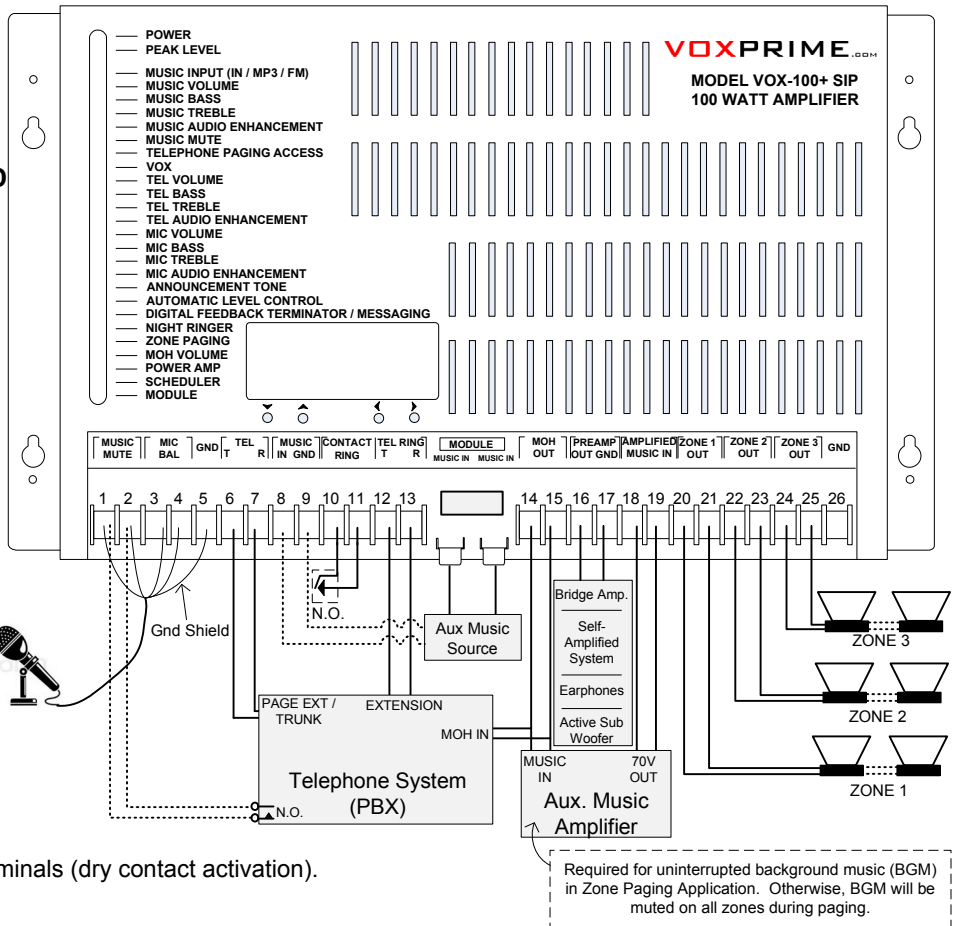 POWER
PEAK LEVEL
MUSIC INPUT (IN / MP3 / FM)
MUSIC VOLUME
MUSIC BASS
MUSIC TREBLE
MUSIC AUDIO ENHANCEMENT
MUSIC MUTE
TELEPHONE PAGING ACCESS
VOX
TEL VOLUME
TEL BASS
TEL TREBLE
TEL AUDIO ENHANCEMENT
MIC VOLUME
MIC BASS
MIC TREBLE
MIC AUDIO ENHANCEMENT
ANNOUNCEMENT TONE
AUTOMATIC LEVEL CONTROL
DIGITAL FEEDBACK TERMINATOR / MESSAGING
NIGHT RINGER
ZONE PAGING
MOH VOLUME
POWER AMP
SCHEDULER
MODULE
VOXPRIME.COM
MODEL VOX-100+ SIP
100 WATT AMPLIFIER
MUSIC MUTE
MIC BAL
GND
TEL
T R
MUSIC
IN GND
CONTACT RING
TEL RING
T R
MODULE
MUSIC IN MUSIC IN
MOH OUT
PREAMP
OUT GND
AMPLIFIED
MUSIC IN
ZONE 1 OUT
ZONE 2 OUT
ZONE 3 OUT
GND
1 2 3 4 5 6 7 8 9 10 11 12 13 14 15 16 17 18 19 20 21 22 23 24 25 26
Gnd Shield
N.O.
Aux Music
Source
Bridge Amp.
Self-
Amplified
System
Earphones
Active Sub
Woofer
ZONE 3
ZONE 2
ZONE 1
PAGE EXT /
TRUNK
EXTENSION
MOH IN
Telephone System
(PBX)
N.O.
MUSIC
IN
70V
OUT
Aux. Music
Amplifier
minals (dry contact activation).
Required for uninterrupted background music (BGM)
in Zone Paging Application. Otherwise, BGM will be
muted on all zones during paging.